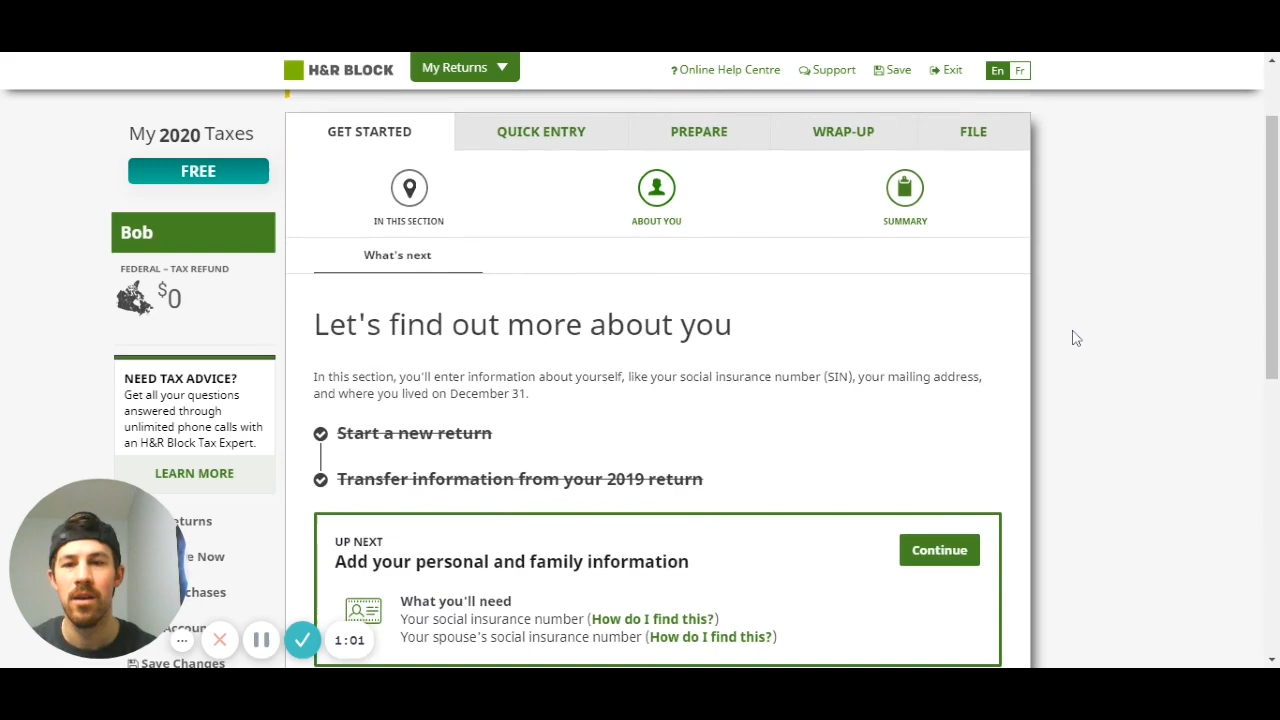 H&R BLOCK
My Returns
? Online Help Centre
Support
Save
Exit
En
Fr
My 2020 Taxes
FREE
Bob
FEDERAL – TAX REFUND
$0
NEED TAX ADVICE?
Get all your questions
answered through
unlimited phone calls with
an H&R Block Tax Expert.
LEARN MORE
eturns
e Now
chases
Accoun
Save Changes
GET STARTED
QUICK ENTRY
PREPARE
WRAP-UP
FILE
IN THIS SECTION
ABOUT YOU
SUMMARY
What's next
Let's find out more about you
In this section, you'll enter information about yourself, like your social insurance number (SIN), your mailing address,
and where you lived on December 31.
Start a new return
Transfer information from your 2019 return
UP NEXT
Add your personal and family information
Continue
What you'll need
Your social insurance number (How do I find this?)
Your spouse's social insurance number (How do I find this?)
1:01